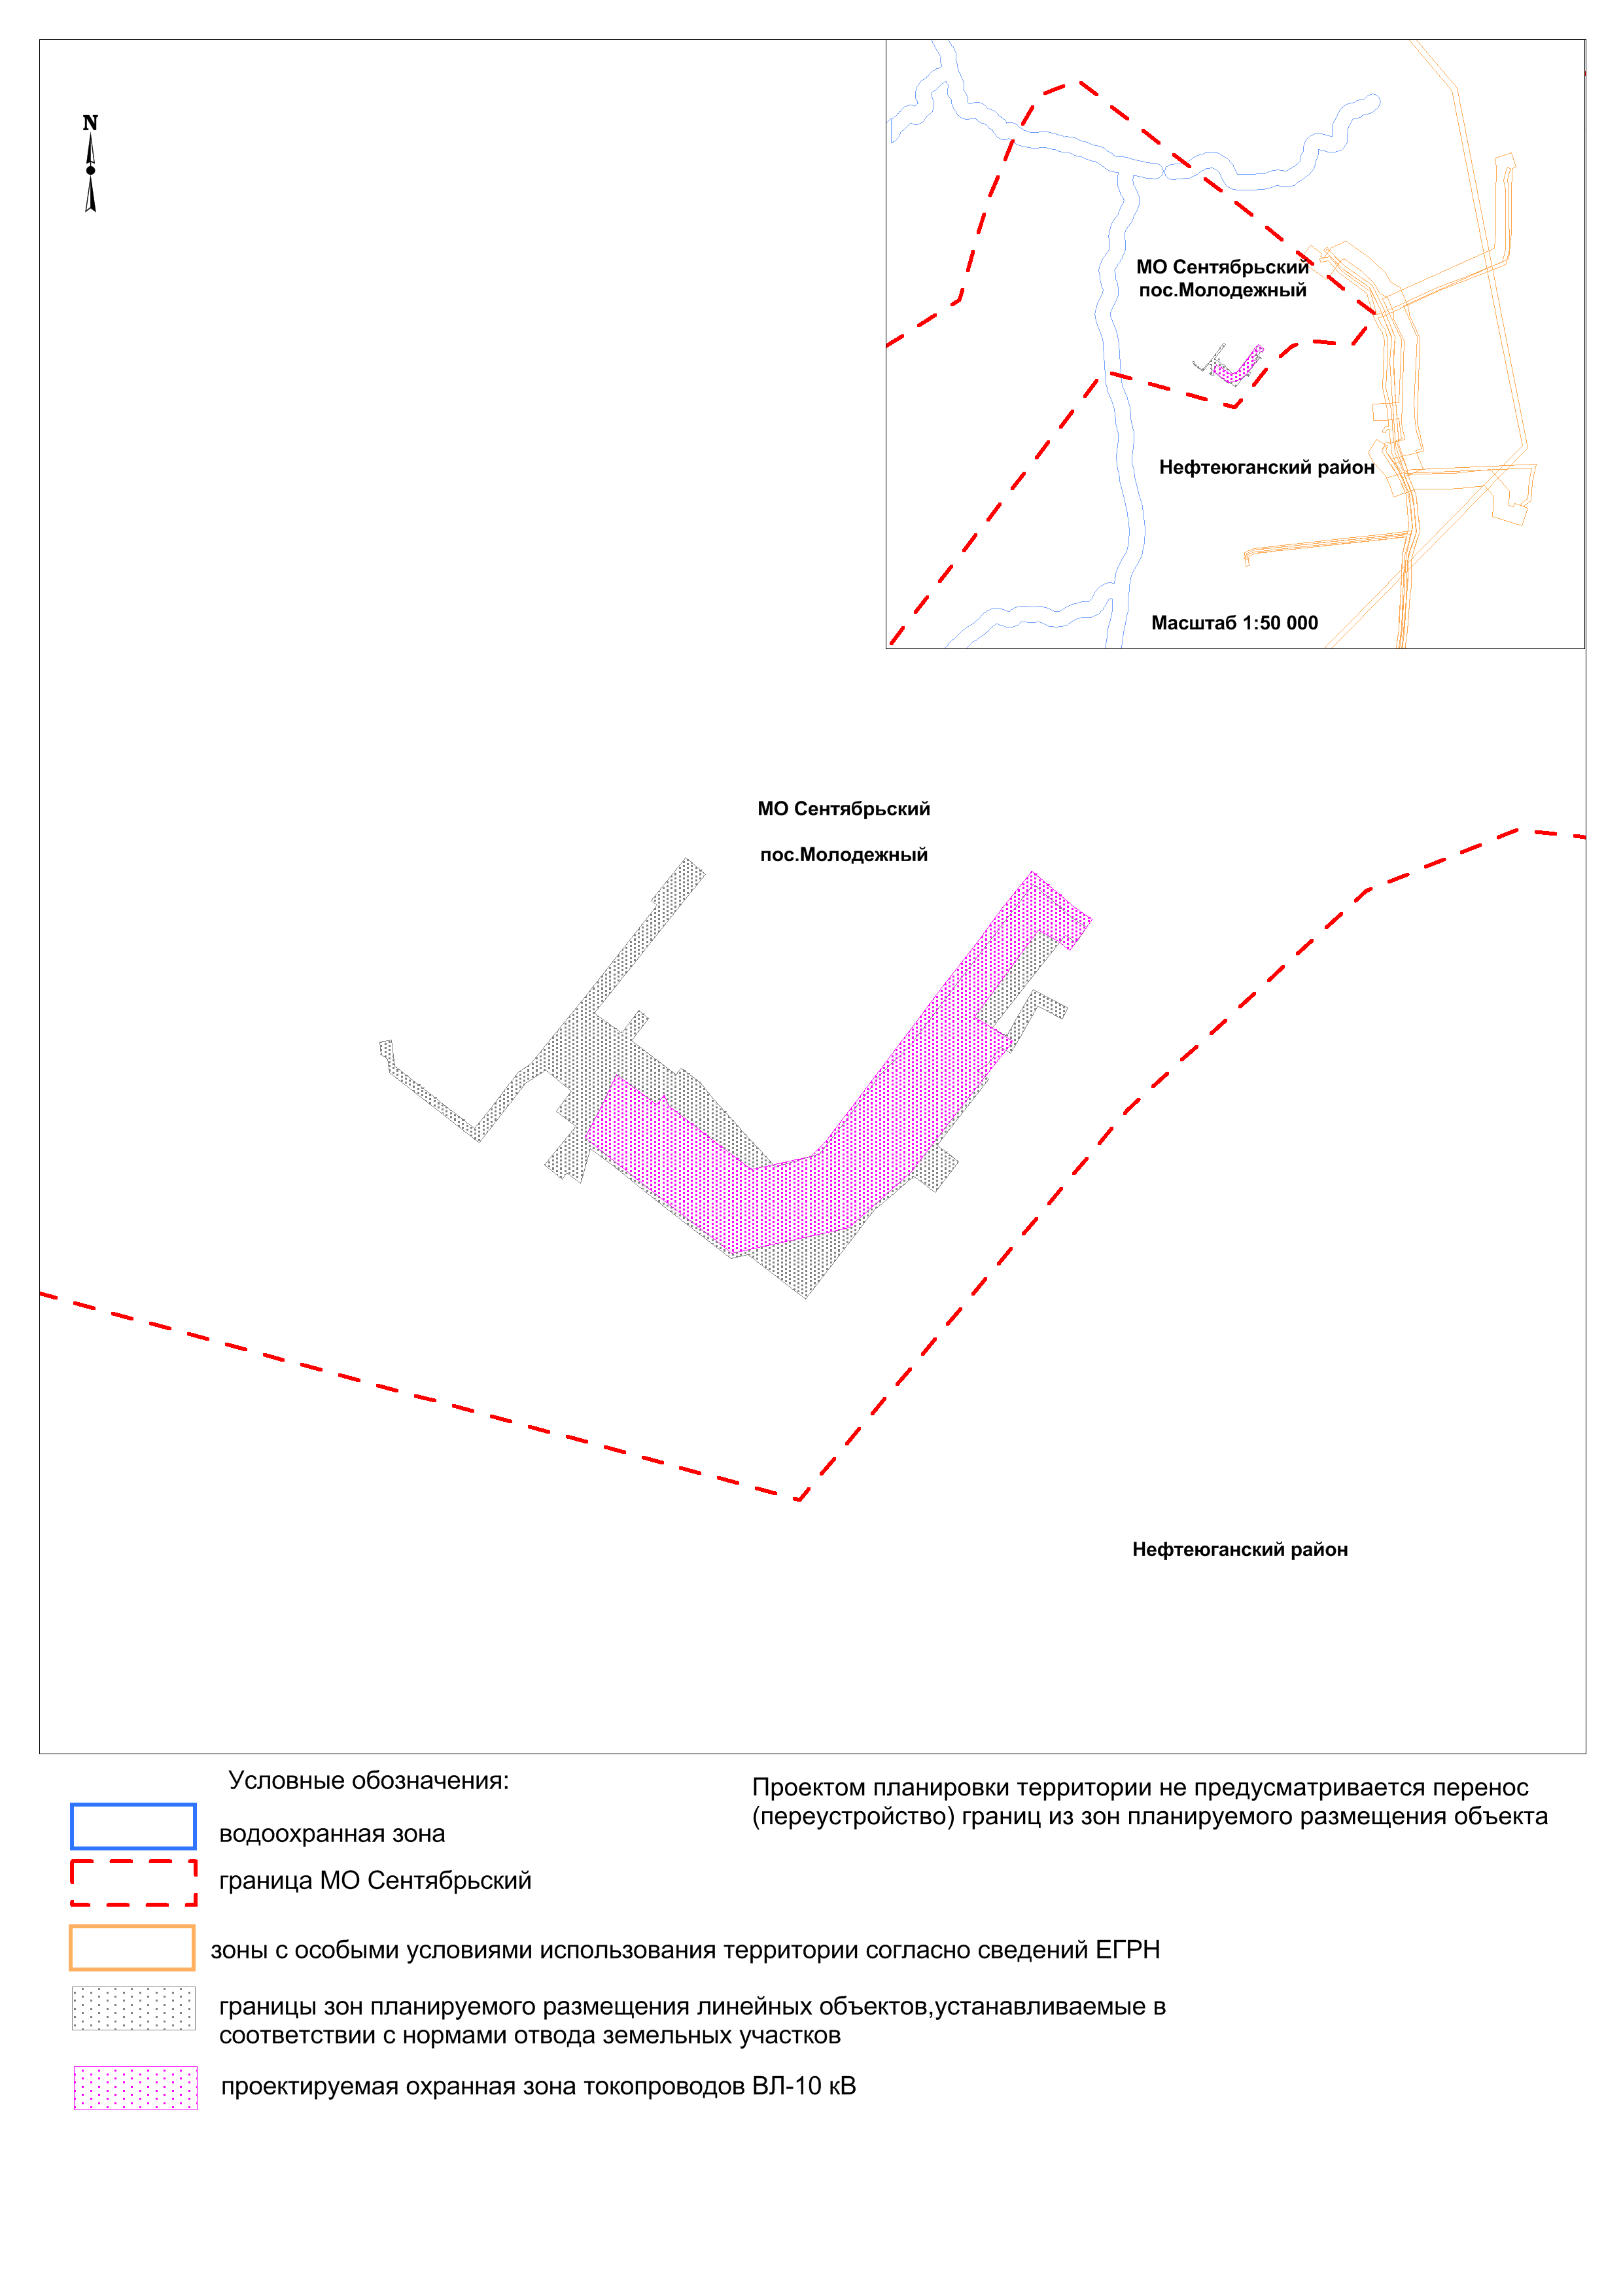 N
МО Сентябрьский
пос.Молодежный
Нефтеюганский район
Масштаб 1:50 000
МО Сентябрьский
пос.Молодежный
Нефтеюганский район
Условные обозначения:
водоохранная зона
граница МО Сентябрьский
зоны с особыми условиями использования территории согласно сведений ЕГРН
границы зон планируемого размещения линейных объектов,устанавливаемые в
соответствии с нормами отвода земельных участков
проектируемая охранная зона токопроводов ВЛ-10 кВ
Проектом планировки территории не предусматривается перенос
(переустройство) границ из зон планируемого размещения объекта